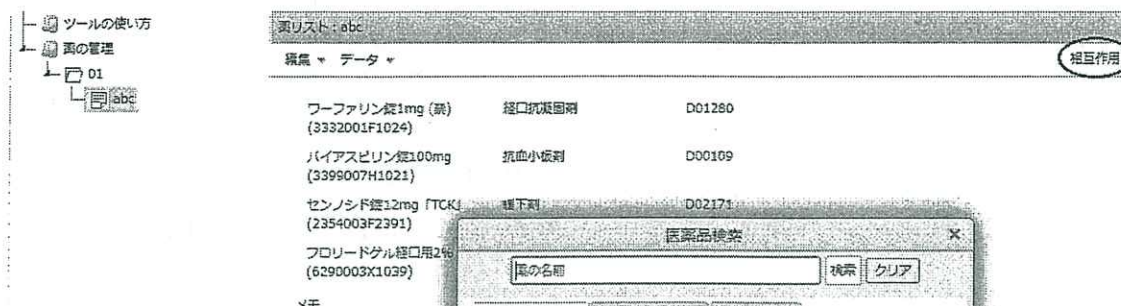 ツールの使い方
薬の管理
01
abc
薬リスト：abc
編集 データ
相互作用
ワーファリン錠1mg (禁) 経口抗凝固剤 D01280
(3332001F1024)
バイアスピリン錠100mg 抗血小板剤 D00109
(3399007H1021)
センノシド錠12mg「TCK」 緩下剤 D02171
(2354003F2391)
フロリードゲル経口用2%
(6290003X1039)
メモ
医薬品検索 ×
薬の名前 検索 クリア